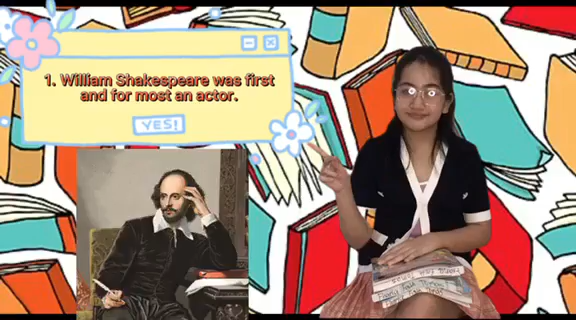 1. William Shakespeare was first
and for most an actor.
YES!